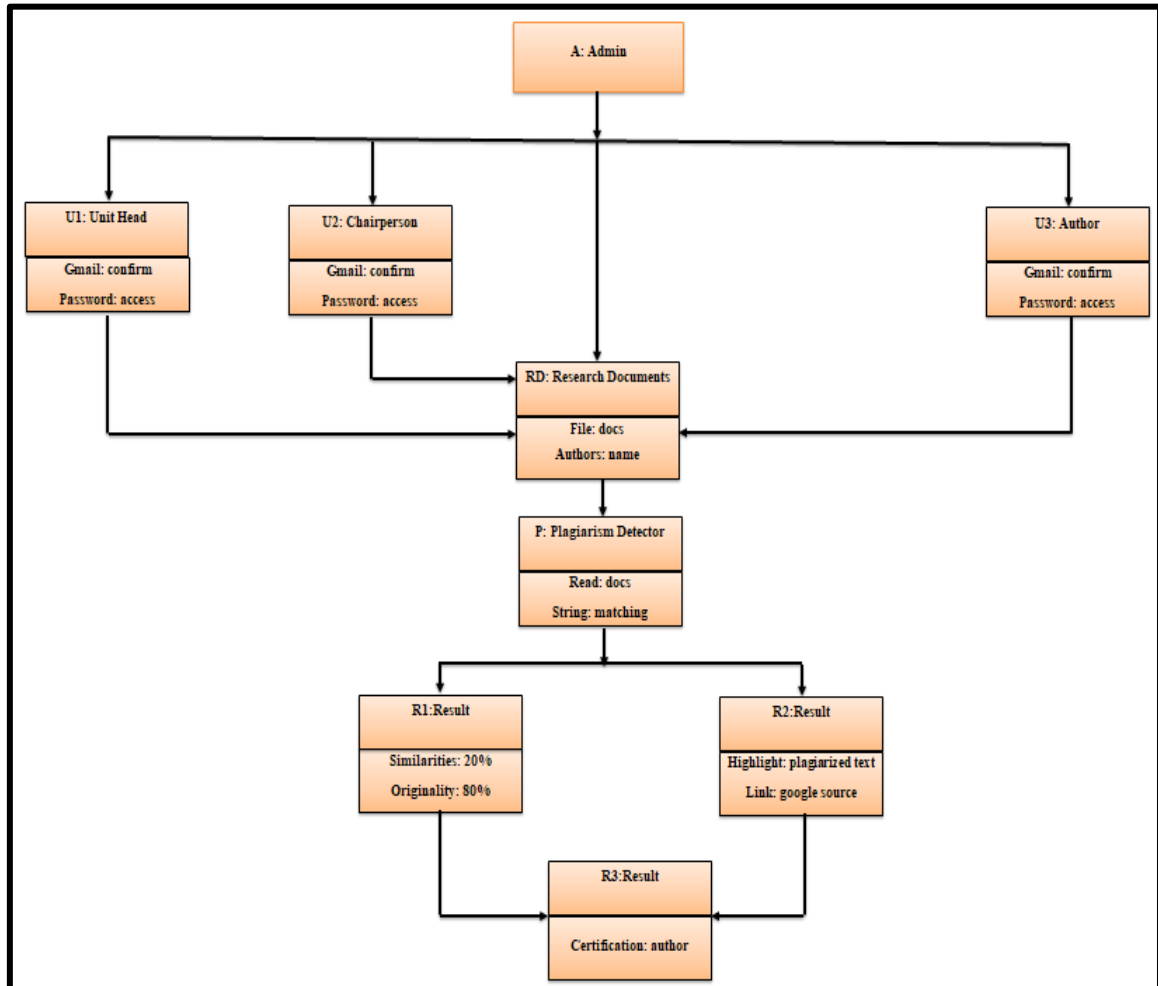 A: Admin
U1: Unit Head
Gmail: confirm
Password: access
U2: Chairperson
Gmail: confirm
Password: access
U3: Author
Gmail: confirm
Password: access
RD: Research Documents
File: docs
Authors: name
P: Plagiarism Detector
Read: docs
String: matching
R1:Result
Similarities: 20%
Originality: 80%
R2:Result
Highlight: plagiarized text
Link: google source
R3:Result
Certification: author